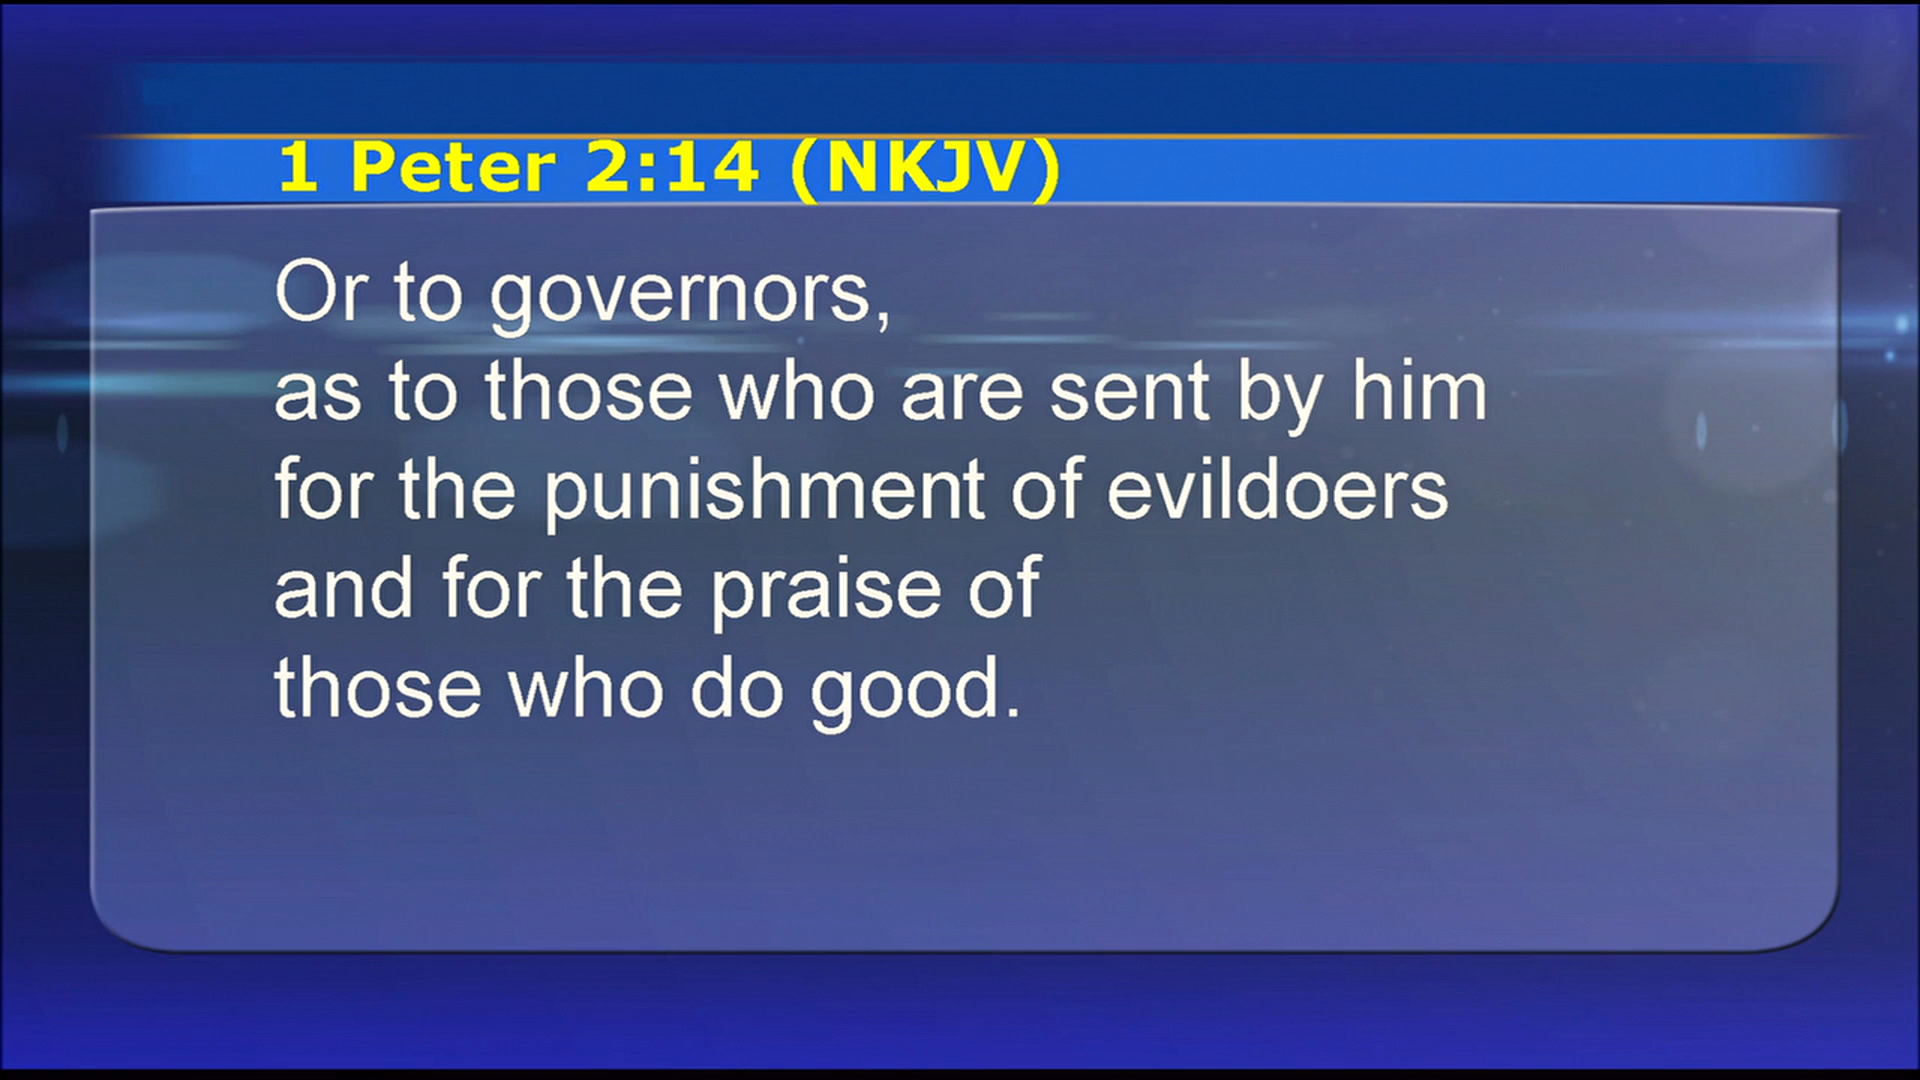 1 Peter 2:14 (NKJV)
Or to governors,
as to those who are sent by him
for the punishment of evildoers
and for the praise of
those who do good.